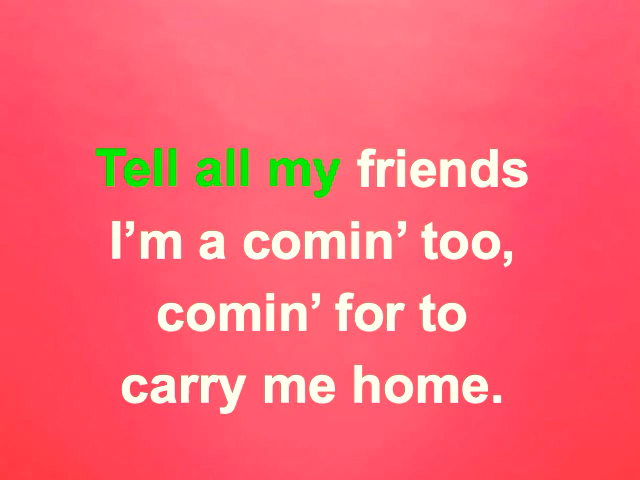 Tell all my friends
I’m a comin’ too,
comin’ for to
carry me home.